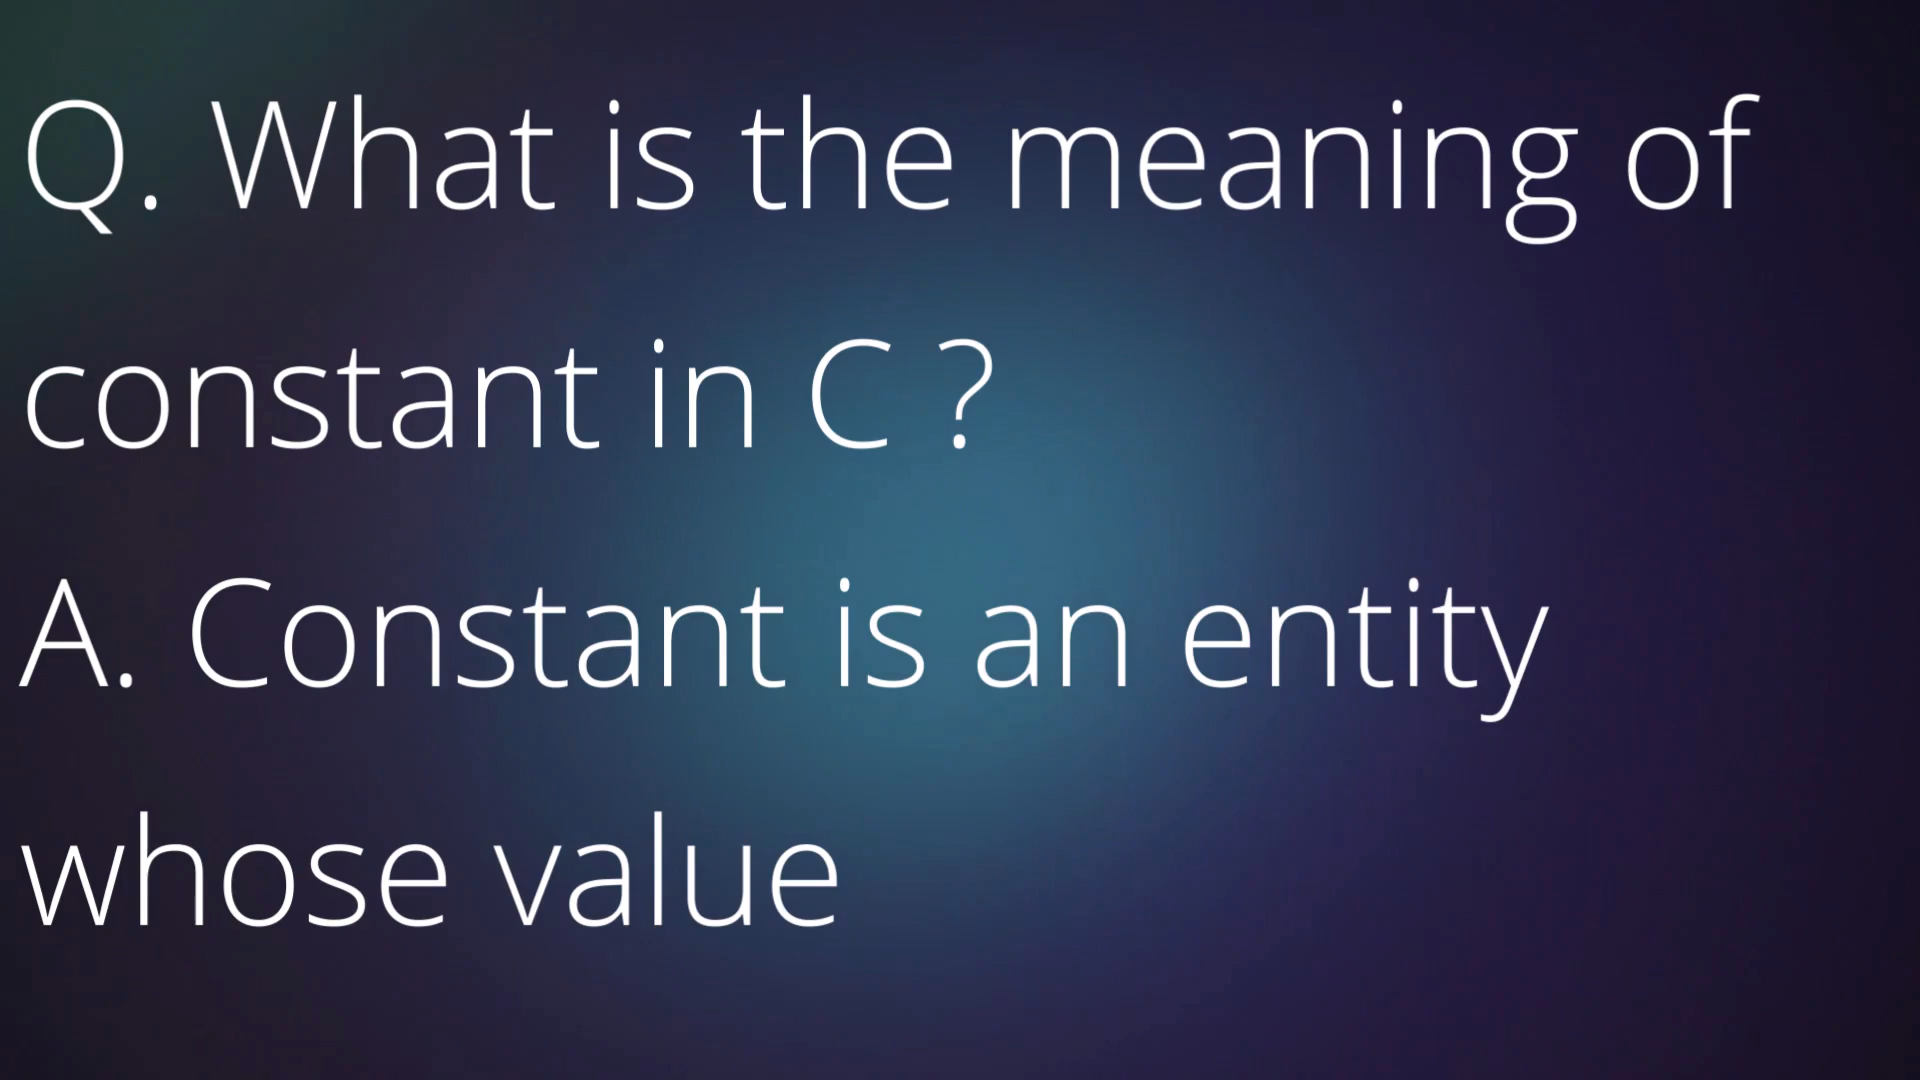 Q. What is the meaning of
constant in C ?
A. Constant is an entity
whose value